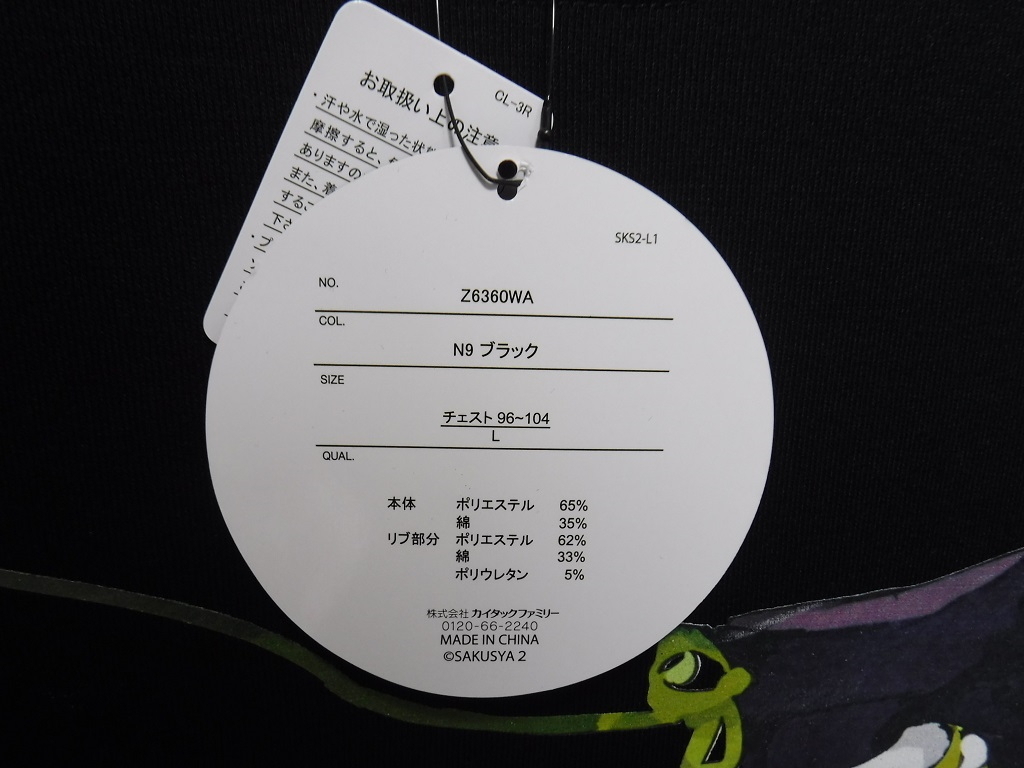 CL-3R
お取扱い上の注意
・汗や水で湿った状
摩擦すると、
ありますの
また、着
する
下さ
SKS2-L1
NO. Z6360WA
COL. N9 ブラック
SIZE
チェスト 96~104
L
QUAL.
本体 ポリエステル 65%
綿 35%
リブ部分 ポリエステル 62%
綿 33%
ポリウレタン 5%
株式会社 カイタックファミリー
0120-66-2240
MADE IN CHINA
©SAKUSYA 2